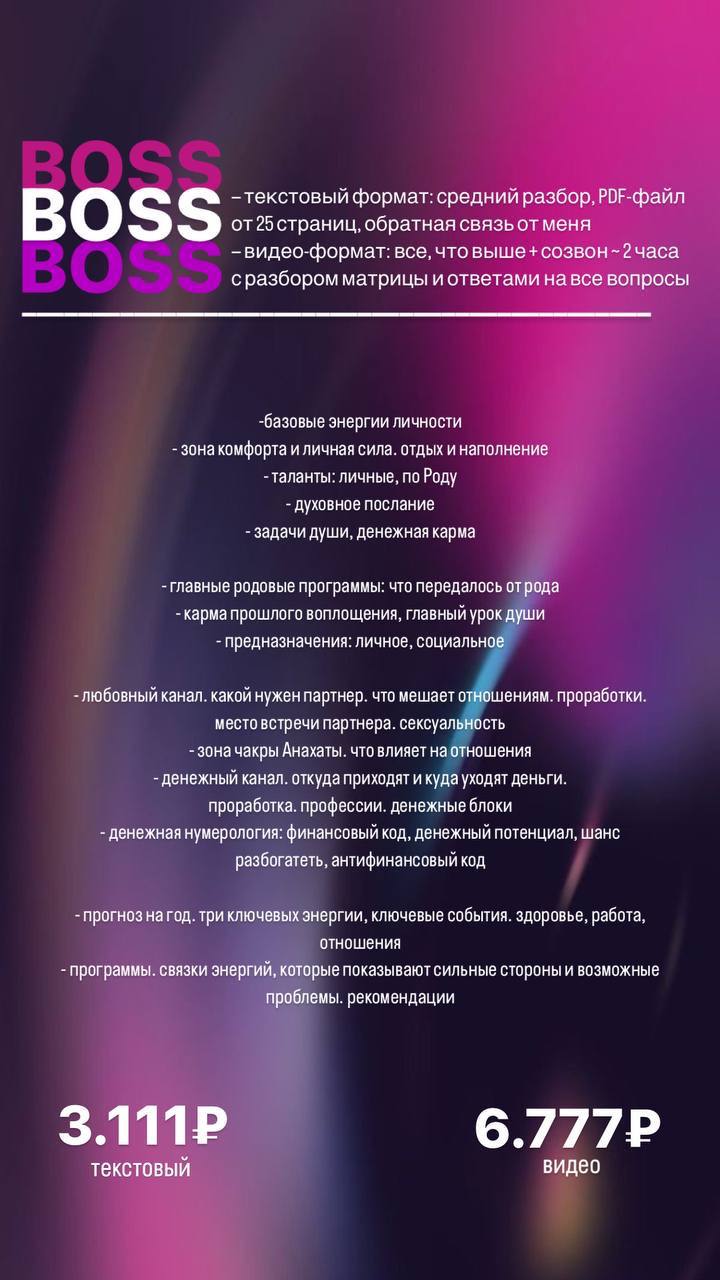 BOSS
BOSS
BOSS
– текстовый формат: средний разбор, PDF-файл
от 25 страниц, обратная связь от меня
– видео-формат: все, что выше + созвон ~ 2 часа
с разбором матрицы и ответами на все вопросы
-базовые энергии личности
- зона комфорта и личная сила. отдых и наполнение
- таланты: личные, по Роду
- духовное послание
- задачи души, денежная карма
- главные родовые программы: что передалось от рода
- карма прошлого воплощения, главный урок души
- предназначения: личное, социальное
- любовный канал. какой нужен партнер. что мешает отношениям. проработки.
место встречи партнера. сексуальность
- зона чакры Анахаты. что влияет на отношения
- денежный канал. откуда приходят и куда уходят деньги.
проработка. профессии. денежные блоки
- денежная нумерология: финансовый код, денежный потенциал, шанс
разбогатеть, антифинансовый код
- прогноз на год. три ключевых энергии, ключевые события. здоровье, работа,
отношения
- программы. связки энергий, которые показывают сильные стороны и возможные
проблемы. рекомендации
3.111₽
текстовый
6.777₽
видео